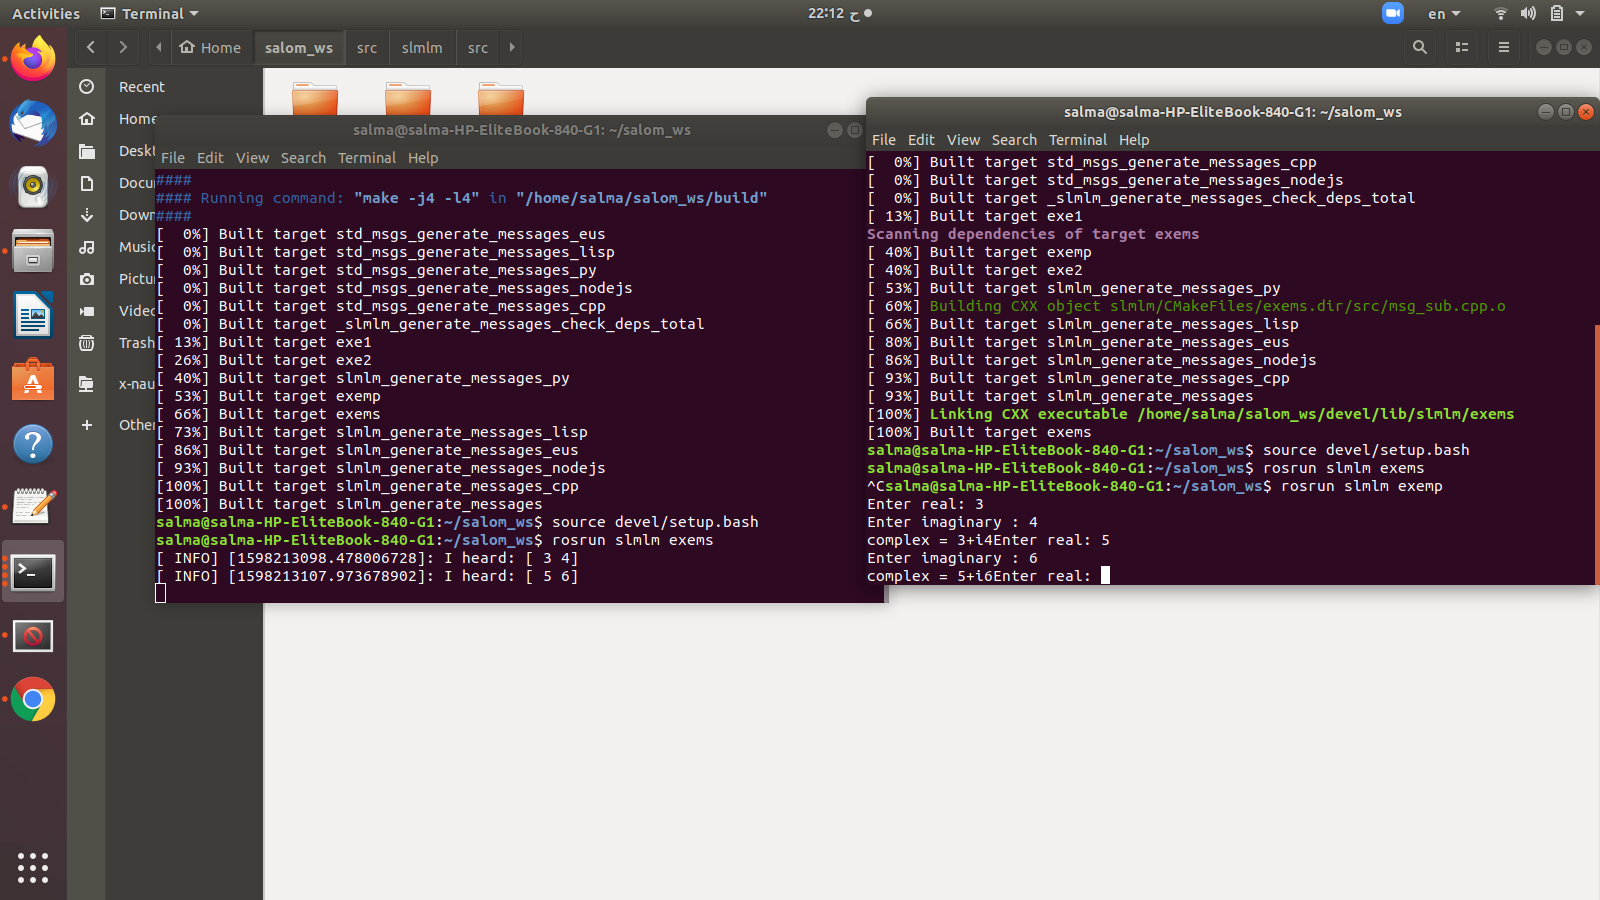 Activities Terminal 22:12 ح en
Home salom_ws src slmlm src
Recent
Home
Deskt
Docu
Down
Music
Pictu
Video
Trash
x-nau
Other
salma@salma-HP-EliteBook-840-G1: ~/salom_ws
File Edit View Search Terminal Help
####
#### Running command: "make -j4 -l4" in "/home/salma/salom_ws/build"
####
[  0%] Built target std_msgs_generate_messages_eus
[  0%] Built target std_msgs_generate_messages_lisp
[  0%] Built target std_msgs_generate_messages_py
[  0%] Built target std_msgs_generate_messages_nodejs
[  0%] Built target std_msgs_generate_messages_cpp
[  0%] Built target _slmlm_generate_messages_check_deps_total
[ 13%] Built target exe1
[ 26%] Built target exe2
[ 40%] Built target slmlm_generate_messages_py
[ 53%] Built target exemp
[ 66%] Built target exems
[ 73%] Built target slmlm_generate_messages_lisp
[ 86%] Built target slmlm_generate_messages_eus
[ 93%] Built target slmlm_generate_messages_nodejs
[100%] Built target slmlm_generate_messages_cpp
[100%] Built target slmlm_generate_messages
salma@salma-HP-EliteBook-840-G1:~/salom_ws$ source devel/setup.bash
salma@salma-HP-EliteBook-840-G1:~/salom_ws$ rosrun slmlm exems
[ INFO] [1598213098.478006728]: I heard: [ 3 4]
[ INFO] [1598213107.973678902]: I heard: [ 5 6]
salma@salma-HP-EliteBook-840-G1: ~/salom_ws
File Edit View Search Terminal Help
[  0%] Built target std_msgs_generate_messages_cpp
[  0%] Built target std_msgs_generate_messages_nodejs
[  0%] Built target _slmlm_generate_messages_check_deps_total
[ 13%] Built target exe1
Scanning dependencies of target exems
[ 40%] Built target exemp
[ 40%] Built target exe2
[ 53%] Built target slmlm_generate_messages_py
[ 60%] Building CXX object slmlm/CMakeFiles/exems.dir/src/msg_sub.cpp.o
[ 66%] Built target slmlm_generate_messages_lisp
[ 80%] Built target slmlm_generate_messages_eus
[ 86%] Built target slmlm_generate_messages_nodejs
[ 93%] Built target slmlm_generate_messages_cpp
[ 93%] Built target slmlm_generate_messages
[100%] Linking CXX executable /home/salma/salom_ws/devel/lib/slmlm/exems
[100%] Built target exems
salma@salma-HP-EliteBook-840-G1:~/salom_ws$ source devel/setup.bash
salma@salma-HP-EliteBook-840-G1:~/salom_ws$ rosrun slmlm exems
^Csalma@salma-HP-EliteBook-840-G1:~/salom_ws$ rosrun slmlm exemp
Enter real: 3
Enter imaginary : 4
complex = 3+i4Enter real: 5
Enter imaginary : 6
complex = 5+i6Enter real: